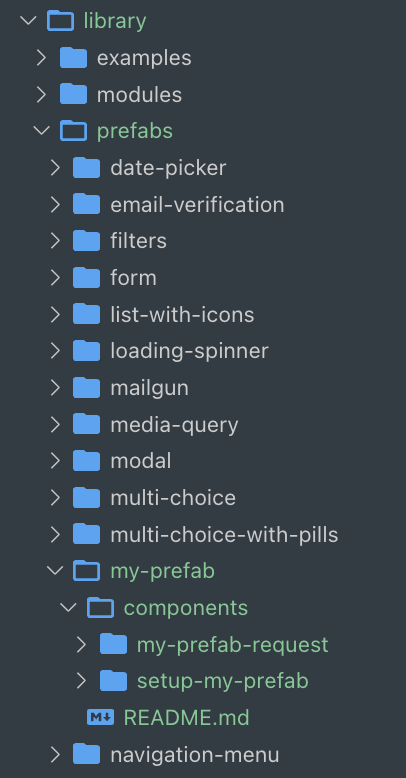 library
examples
modules
prefabs
date-picker
email-verification
filters
form
list-with-icons
loading-spinner
mailgun
media-query
modal
multi-choice
multi-choice-with-pills
my-prefab
components
my-prefab-request
setup-my-prefab
M README.md
navigation-menu